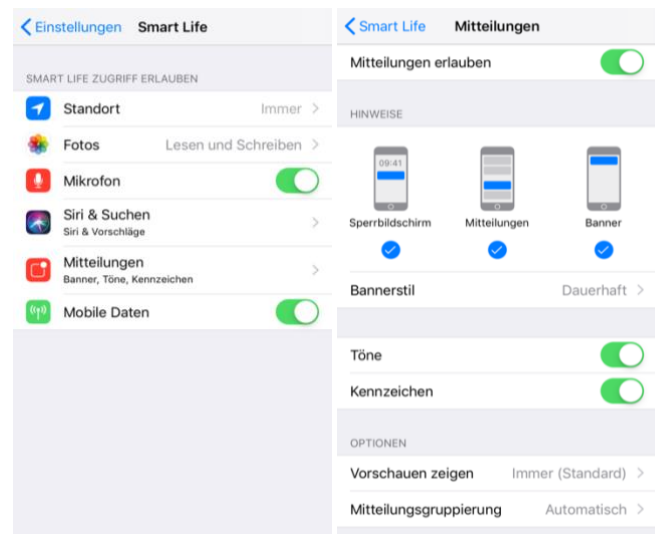 Einstellungen Smart Life
SMART LIFE ZUGRIFF ERLAUBEN
Standort Immer
Fotos Lesen und Schreiben
Mikrofon
Siri & Suchen
Siri & Vorschläge
Mitteilungen
Banner, Töne, Kennzeichen
Mobile Daten
Smart Life Mitteilungen
Mitteilungen erlauben
HINWEISE
09:41
Sperrbildschirm Mitteilungen Banner
Bannerstil Dauerhaft
Töne
Kennzeichen
OPTIONEN
Vorschauen zeigen Immer (Standard)
Mitteilungsgruppierung Automatisch